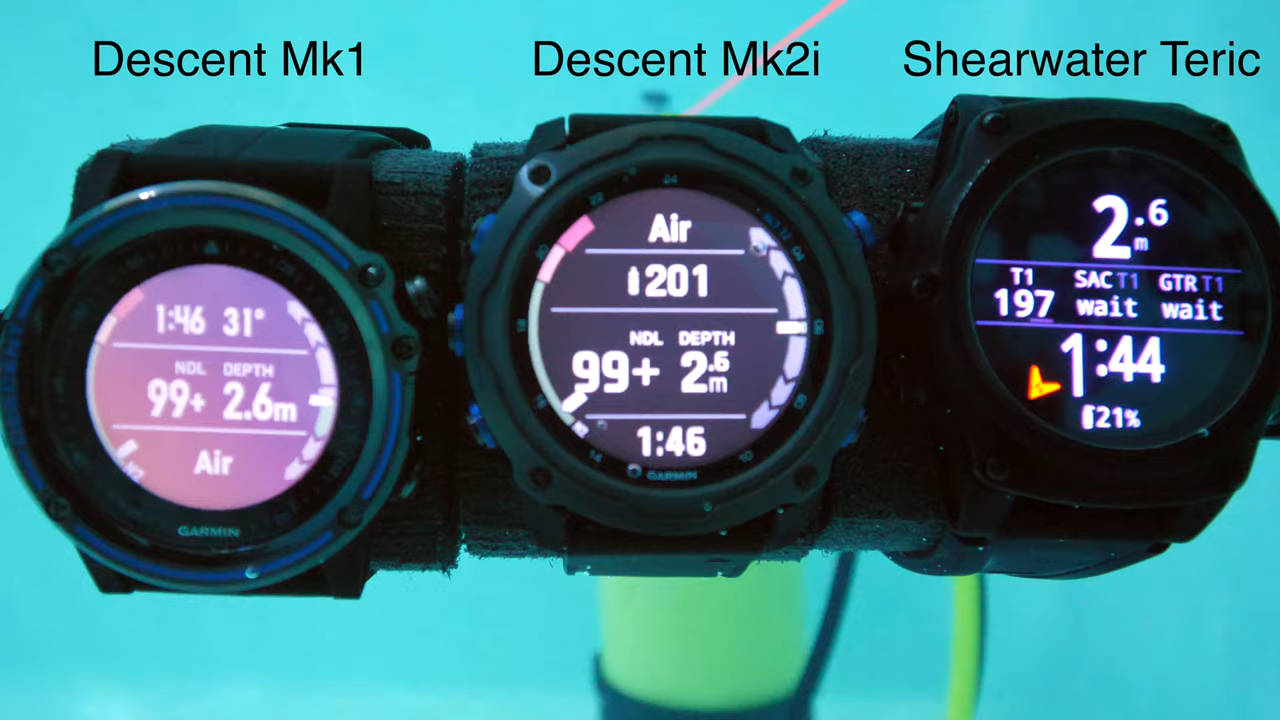 Descent Mk1
Descent Mk2i
Shearwater Teric
1:46 31°
NDL DEPTH
99+ 2.6m
Air
GARMIN
Air
201
NDL DEPTH
99+ 2.6m
1:46
GARMIN
2.6
m
T1 SAC T1 GTR T1
197 wait wait
1:44
21%